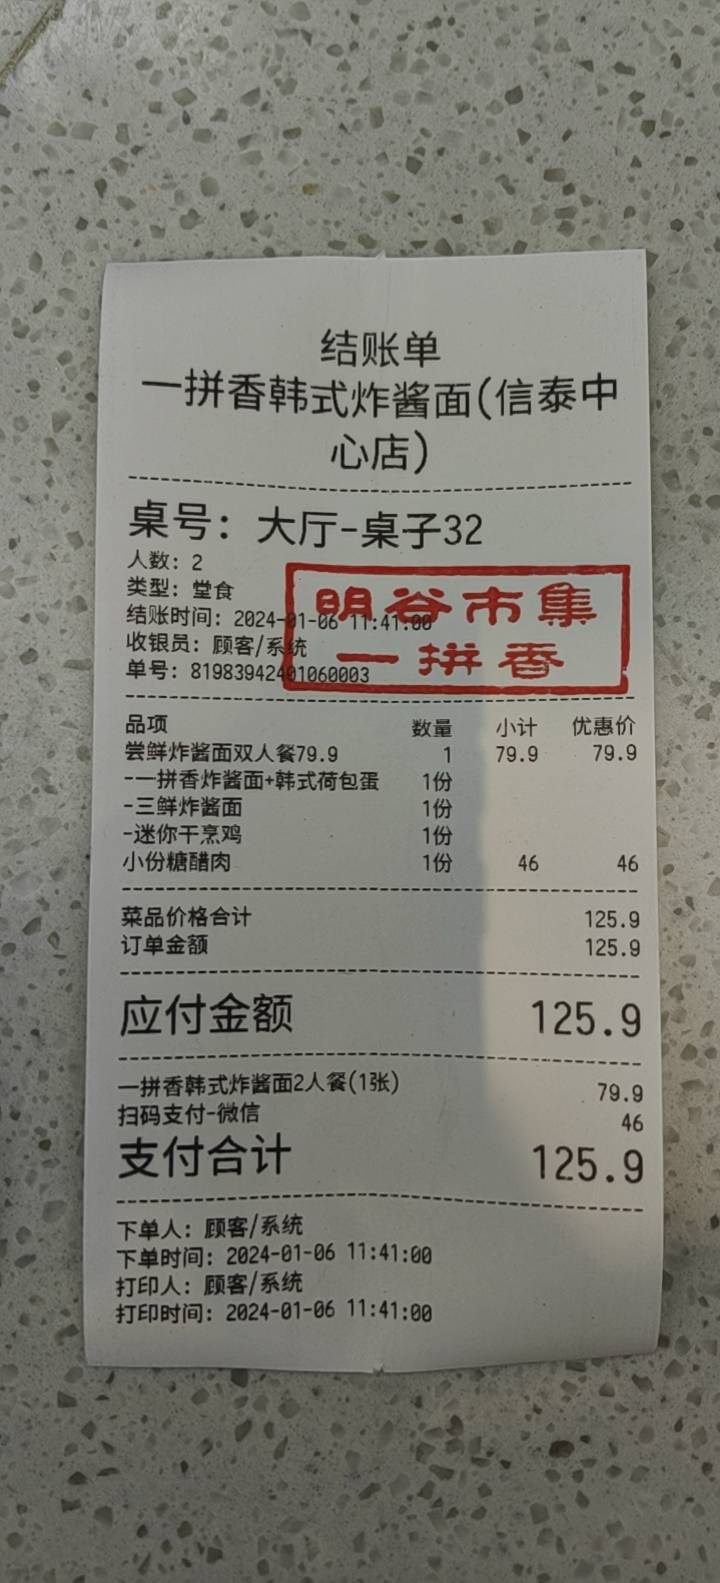 结账单
一拼香韩式炸酱面(信泰中
心店)
桌号: 大厅-桌子32
人数: 2
类型: 堂食
结账时间: 2024-01-06 11:41:00
收银员: 顾客/系统
单号: 81983942401060003
明谷市集
一拼香
品项 数量 小计 优惠价
尝鲜炸酱面双人餐79.9 1 79.9 79.9
-一拼香炸酱面+韩式荷包蛋 1份
-三鲜炸酱面 1份
-迷你干烹鸡 1份
小份糖醋肉 1份 46 46
菜品价格合计 125.9
订单金额 125.9
应付金额 125.9
一拼香韩式炸酱面2人餐(1张) 79.9
扫码支付-微信 46
支付合计 125.9
下单人: 顾客/系统
下单时间: 2024-01-06 11:41:00
打印人: 顾客/系统
打印时间: 2024-01-06 11:41:00